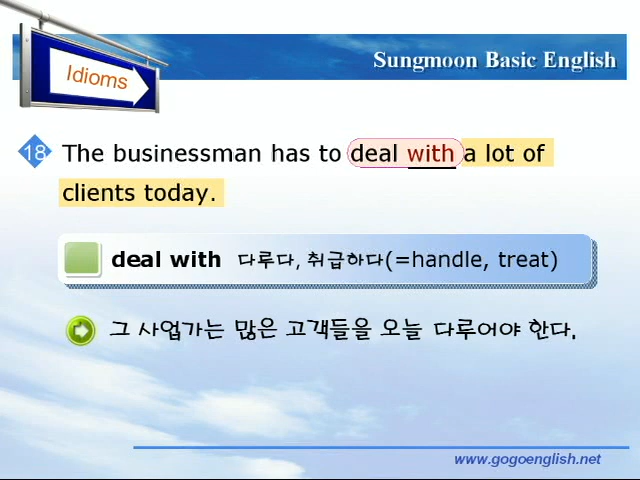 Idioms
Sungmoon Basic English
18 The businessman has to deal with a lot of
clients today.
deal with 다루다, 취급하다(=handle, treat)
그 사업가는 많은 고객들을 오늘 다루어야 한다.
www.gogoenglish.net